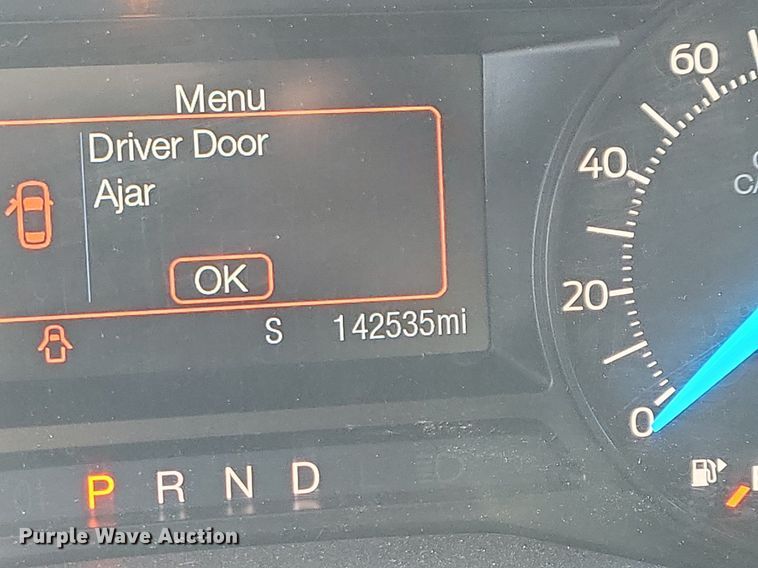 Menu
Driver Door
Ajar
OK
S 142535mi
60
40
20
0
P R N D
Purple Wave Auction